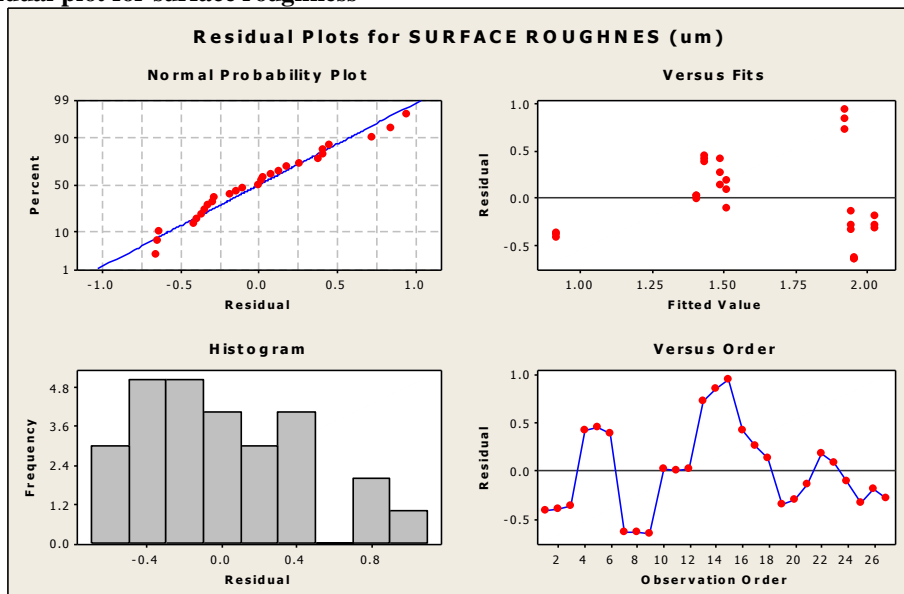 dual plot for surface roughness
Residual Plots for SURFACE ROUGHNES (um)
Normal Probability Plot
99
90
50
10
1
Percent
-1.0 -0.5 0.0 0.5 1.0
Residual
Versus Fits
1.0
0.5
0.0
-0.5
Residual
1.00 1.25 1.50 1.75 2.00
Fitted Value
Histogram
4.8
3.6
2.4
1.2
0.0
Frequency
-0.4 0.0 0.4 0.8
Residual
Versus Order
1.0
0.5
0.0
-0.5
Residual
2 4 6 8 10 12 14 16 18 20 22 24 26
Observation Order